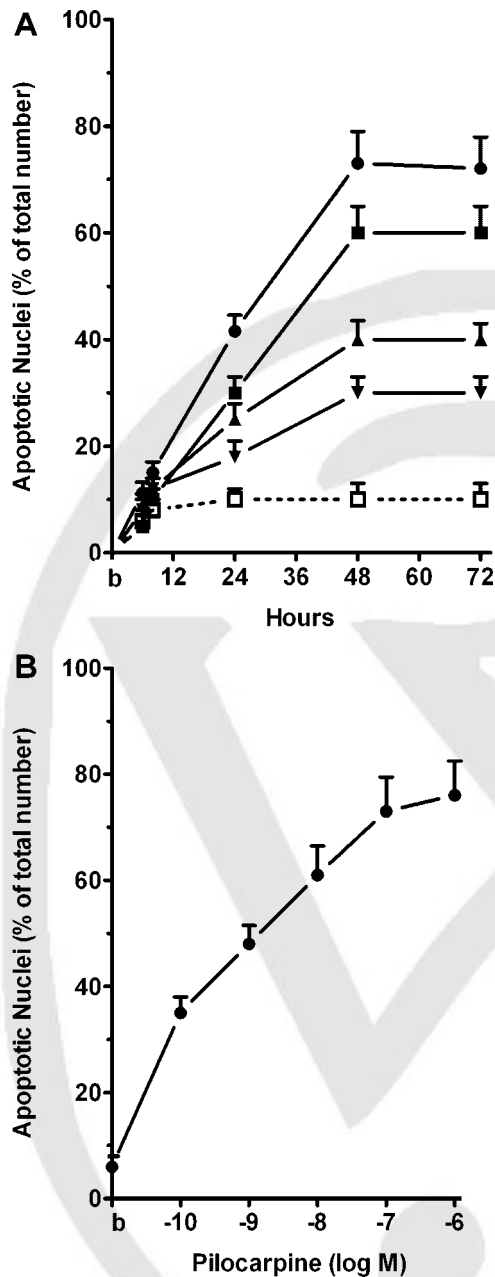 A
Apoptotic Nuclei (% of total number)
100
80
60
40
20
0
b 12 24 36 48 60 72
Hours
B
Apoptotic Nuclei (% of total number)
100
80
60
40
20
0
b -10 -9 -8 -7 -6
Pilocarpine (log M)